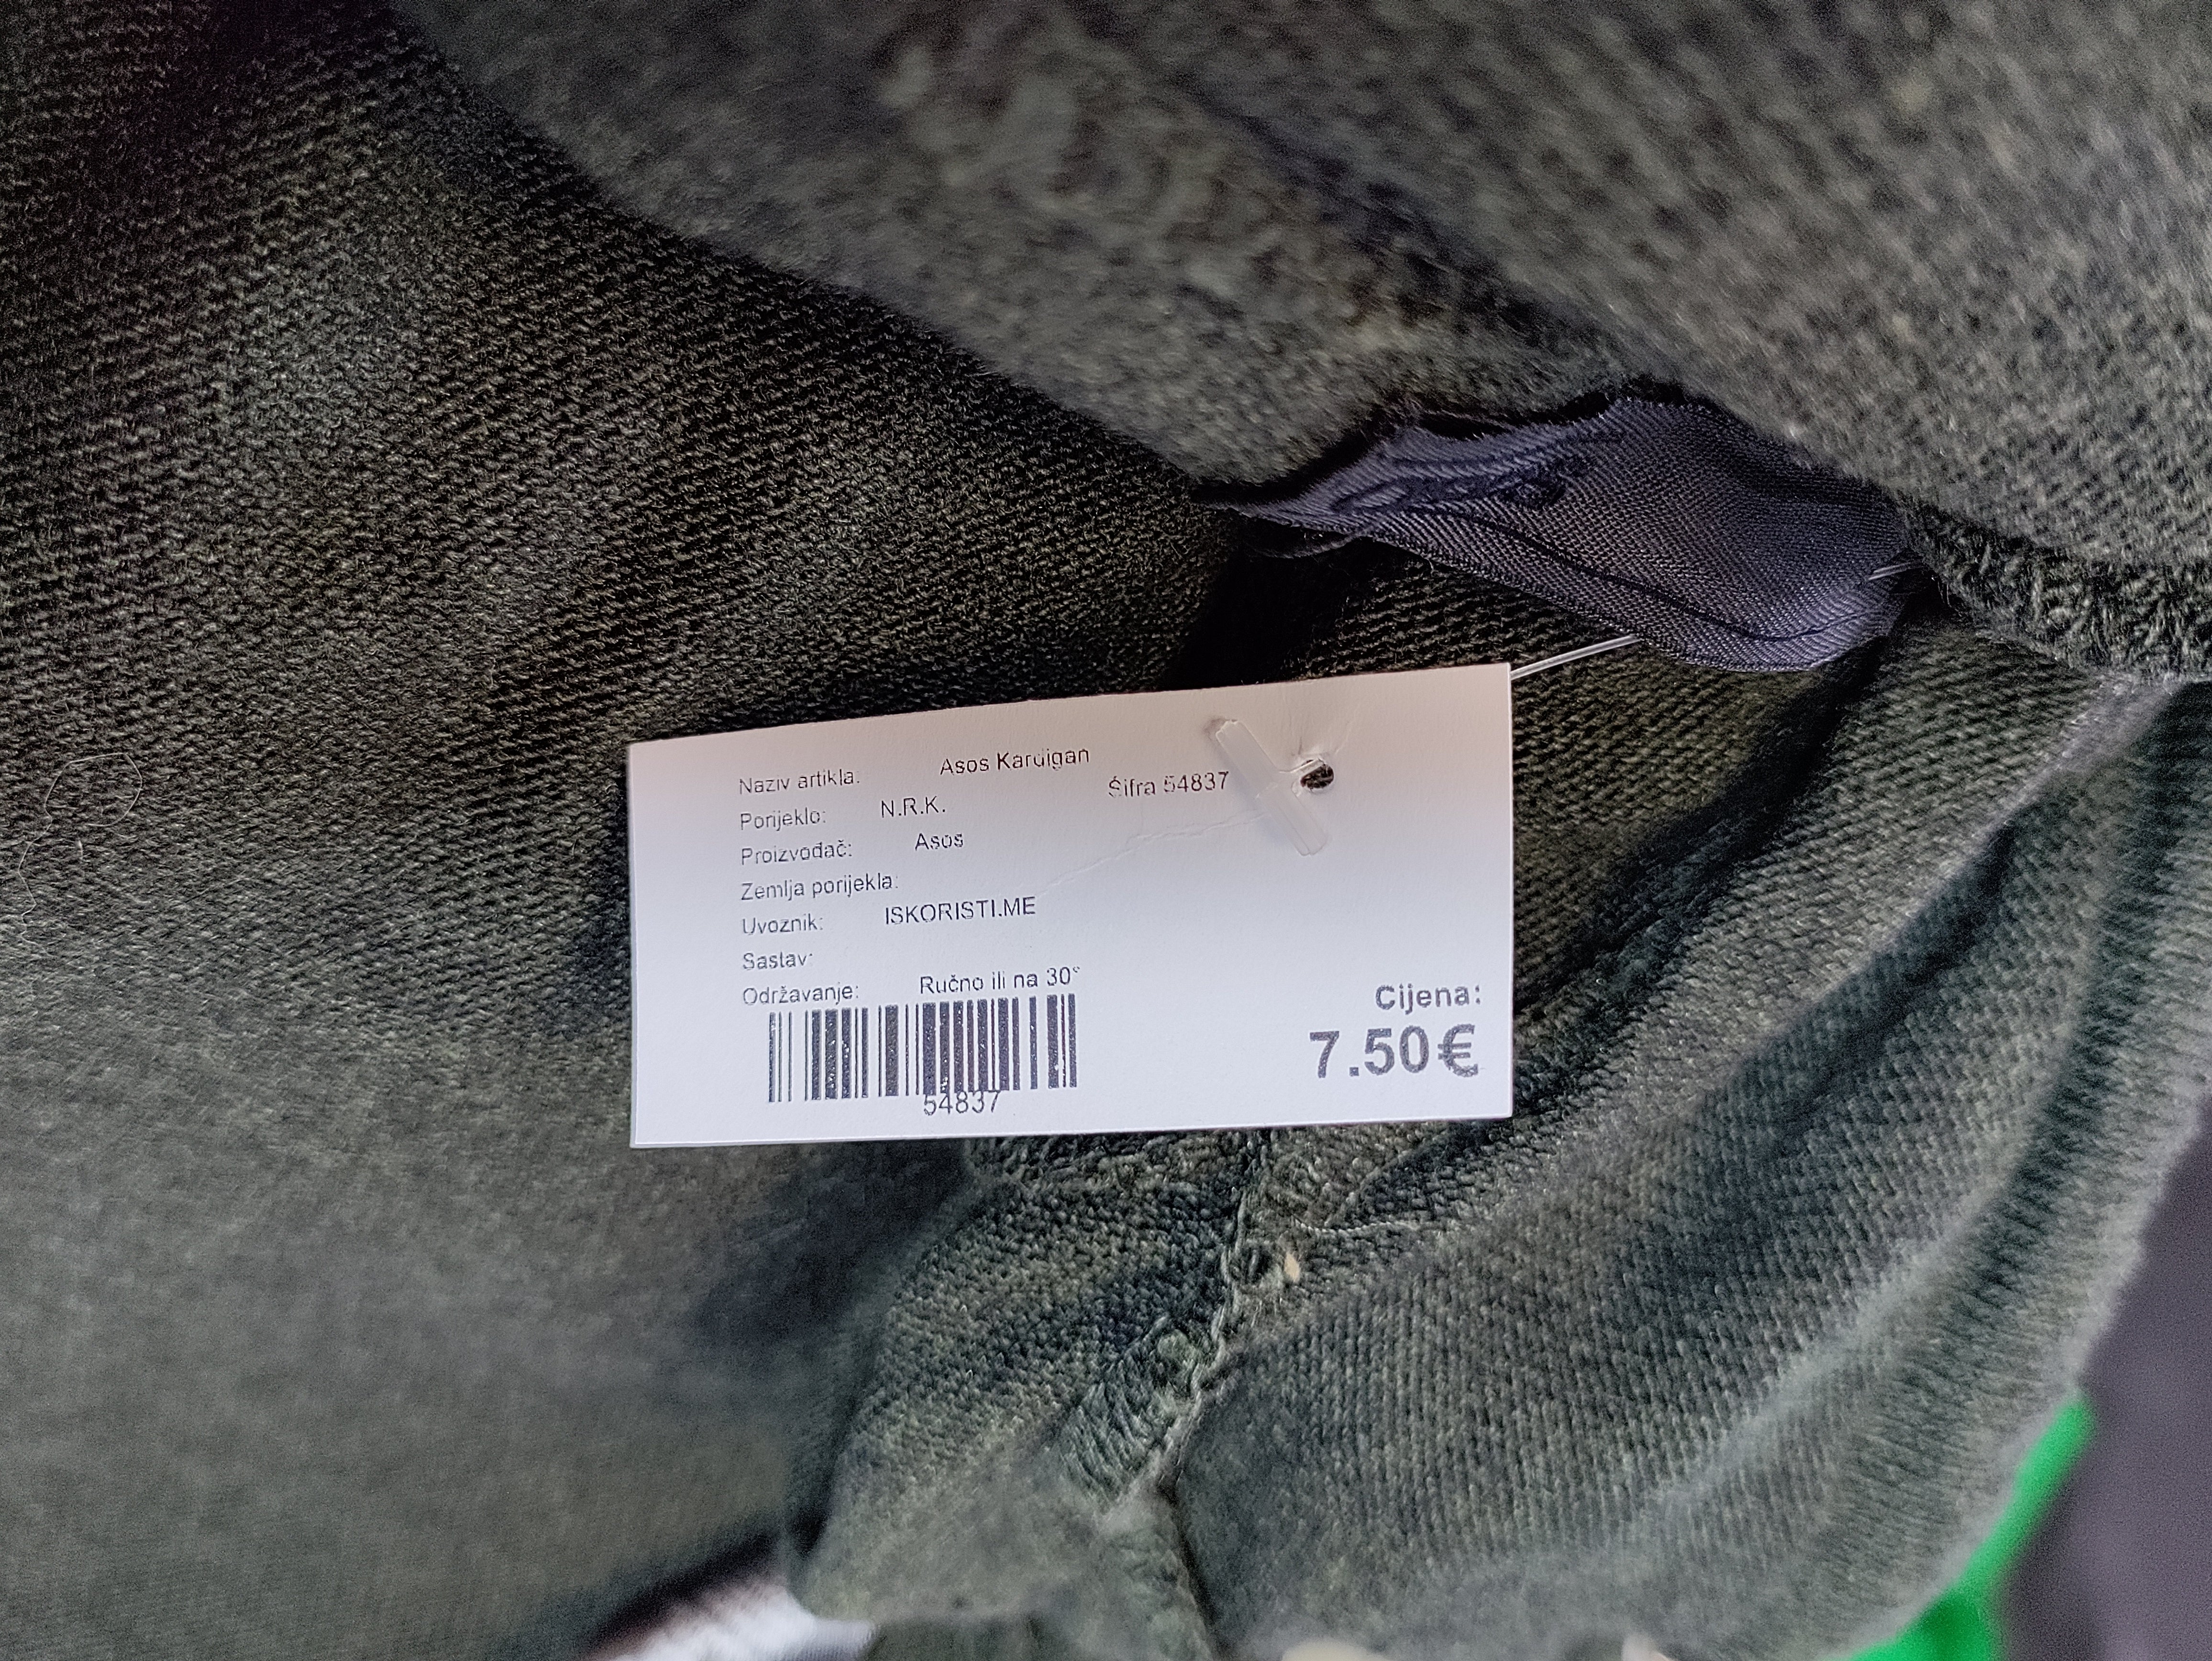 Naziv artikla: Asos Kardigan
Porijeklo: N.R.K. Šifra 54837
Proizvođač: Asos
Zemlja porijekla:
Uvoznik: ISKORISTI.ME
Sastav:
Održavanje: Ručno ili na 30°
54837
Cijena:
7.50€